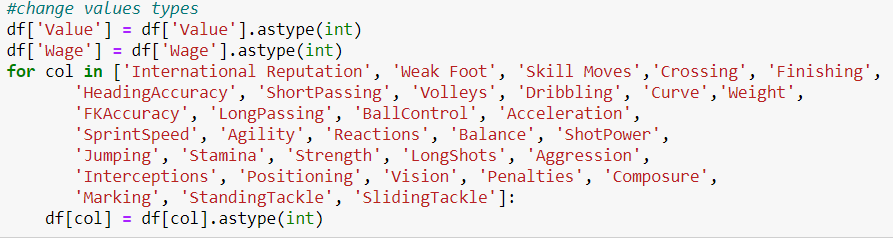 #change values types
df['Value'] = df['Value'].astype(int)
df['Wage'] = df['Wage'].astype(int)
for col in ['International Reputation', 'Weak Foot', 'Skill Moves','Crossing', 'Finishing',
'HeadingAccuracy', 'ShortPassing', 'Volleys', 'Dribbling', 'Curve','Weight',
'FKAccuracy', 'LongPassing', 'BallControl', 'Acceleration',
'SprintSpeed', 'Agility', 'Reactions', 'Balance', 'ShotPower',
'Jumping', 'Stamina', 'Strength', 'LongShots', 'Aggression',
'Interceptions', 'Positioning', 'Vision', 'Penalties', 'Composure',
'Marking', 'StandingTackle', 'SlidingTackle']:
df[col] = df[col].astype(int)